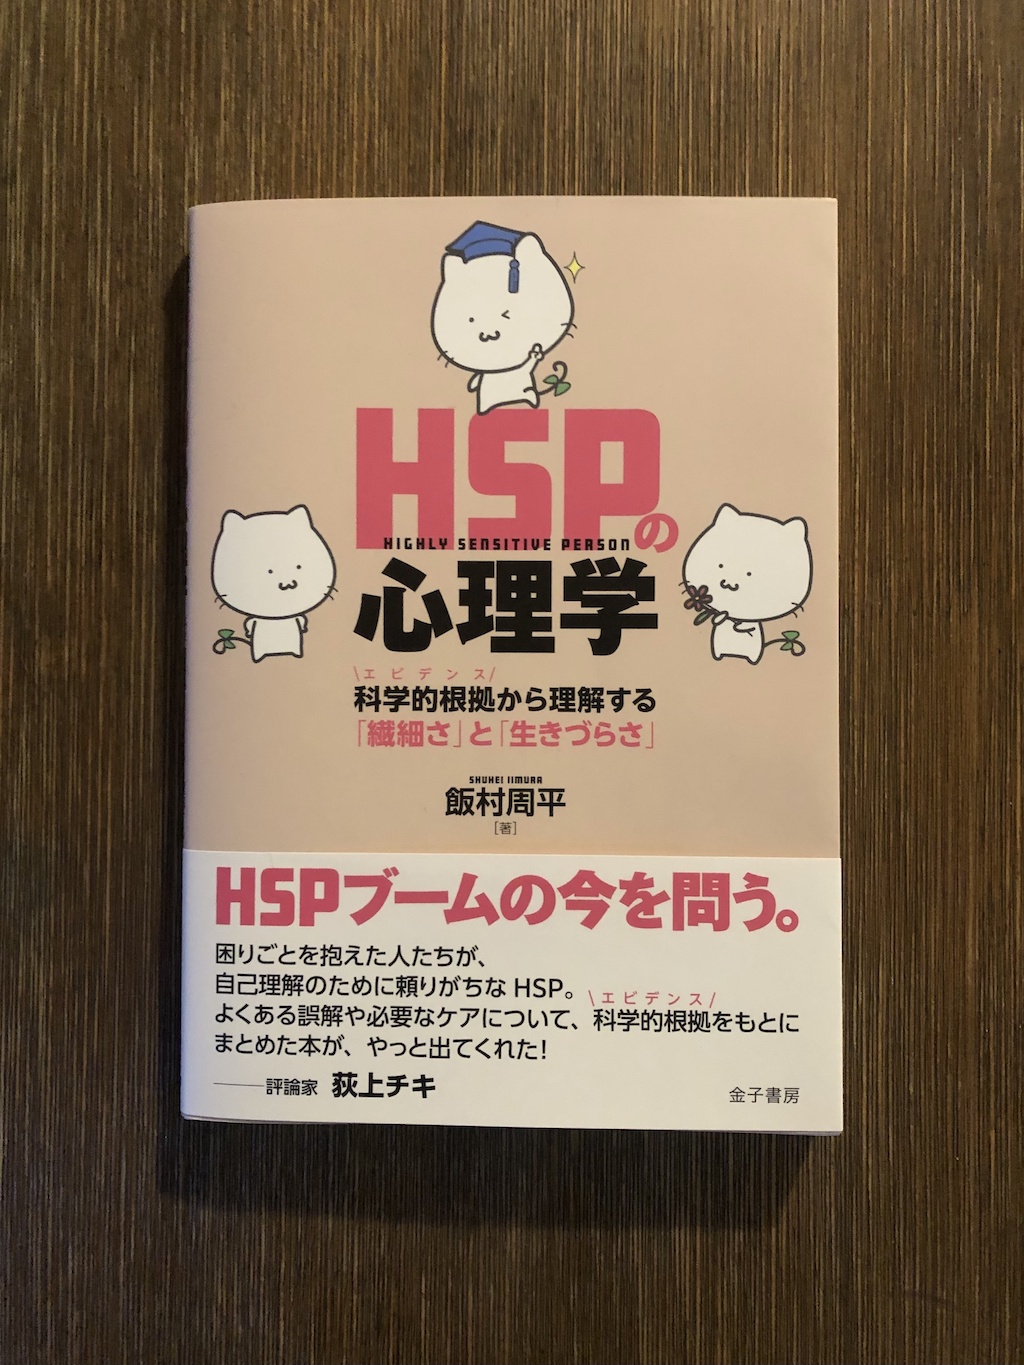 HSPの
HIGHLY SENSITIVE PERSON
心理学
\エビデンス/
科学的根拠から理解する
「繊細さ」と「生きづらさ」
SHUHEI IIMURA
飯村周平
[著]
HSPブームの今を問う。
困りごとを抱えた人たちが、
自己理解のために頼りがちなHSP。
\エビデンス/
よくある誤解や必要なケアについて、科学的根拠をもとに
まとめた本が、やっと出てくれた！
──評論家 荻上チキ
金子書房